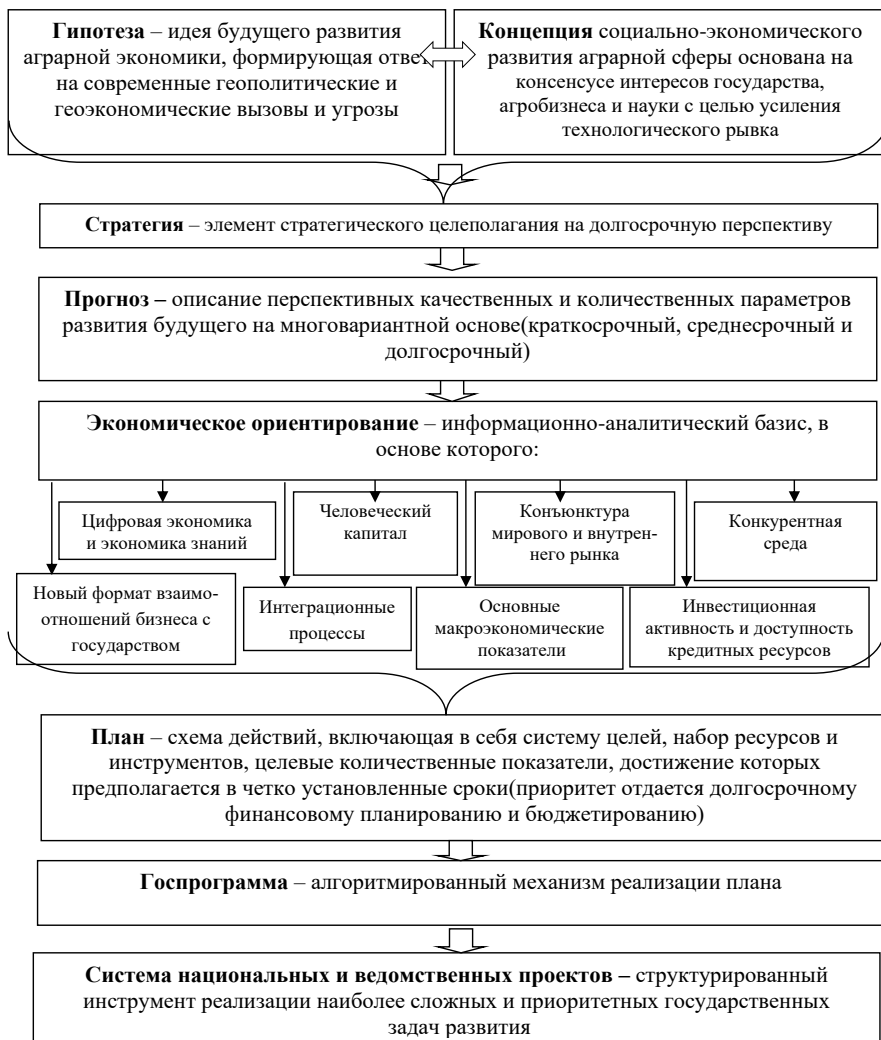 Гипотеза – идея будущего развития
аграрной экономики, формирующая ответ
на современные геополитические и
геоэкономические вызовы и угрозы
Концепция социально-экономического
развития аграрной сферы основана на
консенсусе интересов государства,
агробизнеса и науки с целью усиления
технологического рывка
Стратегия – элемент стратегического целеполагания на долгосрочную перспективу
Прогноз – описание перспективных качественных и количественных параметров
развития будущего на многовариантной основе(краткосрочный, среднесрочный и
долгосрочный)
Экономическое ориентирование – информационно-аналитический базис, в
основе которого:
Цифровая экономика
и экономика знаний
Человеческий
капитал
Конъюнктура
мирового и внутрен-
него рынка
Конкурентная
среда
Новый формат взаимо-
отношений бизнеса с
государством
Интеграционные
процессы
Основные
макроэкономические
показатели
Инвестиционная
активность и доступность
кредитных ресурсов
План – схема действий, включающая в себя систему целей, набор ресурсов и
инструментов, целевые количественные показатели, достижение которых
предполагается в четко установленные сроки(приоритет отдается долгосрочному
финансовому планированию и бюджетированию)
Госпрограмма – алгоритмированный механизм реализации плана
Система национальных и ведомственных проектов – структурированный
инструмент реализации наиболее сложных и приоритетных государственных
задач развития